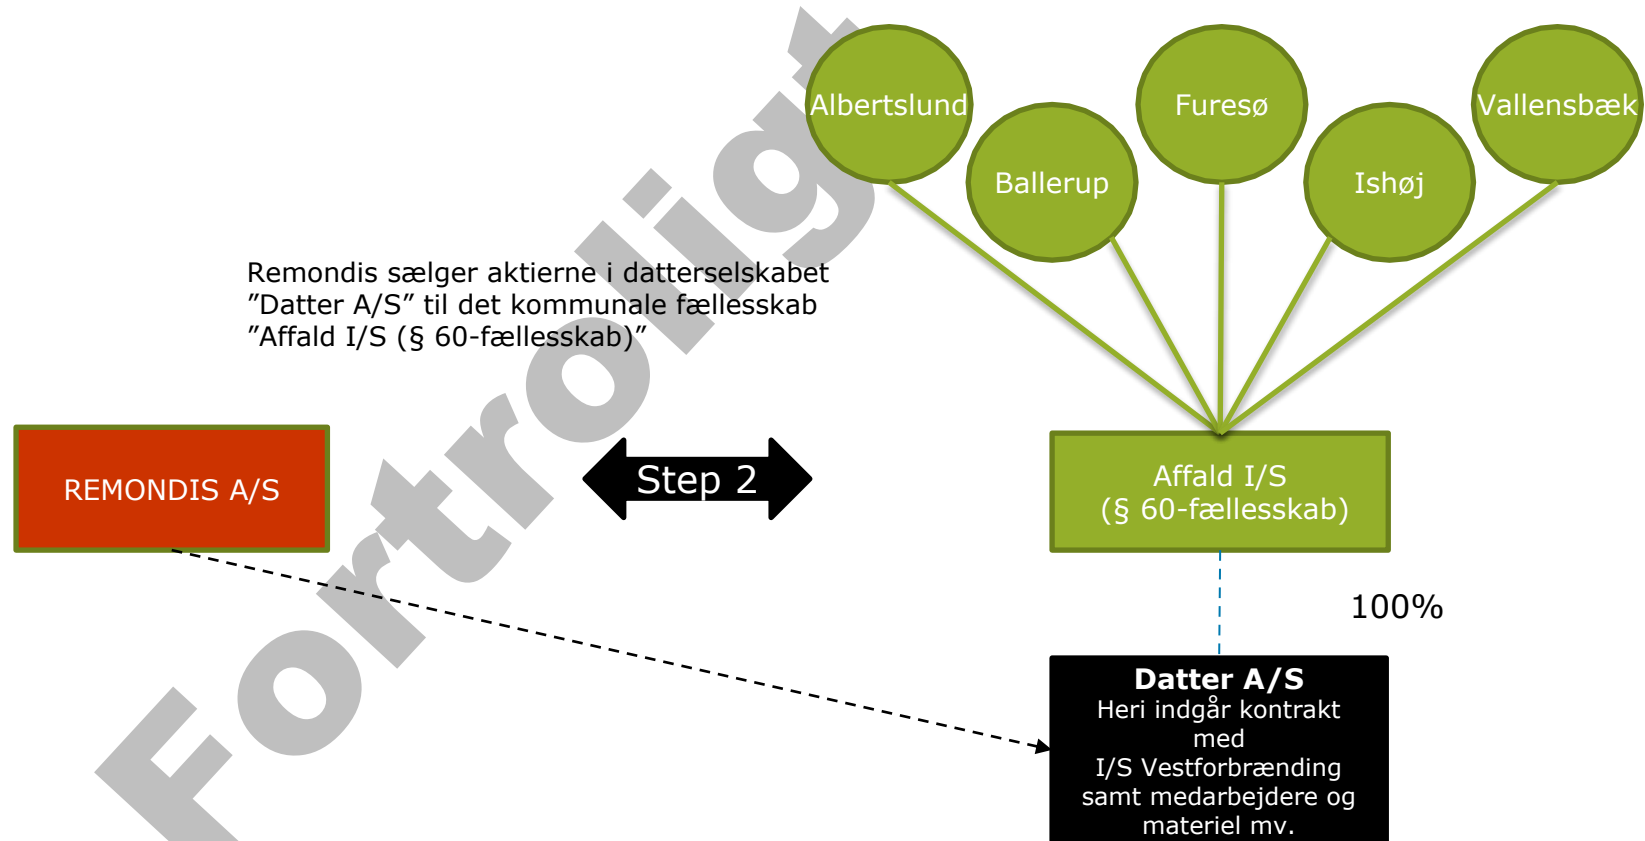 Fortroligt
Albertslund
Furesø
Vallensbæk
Ballerup
Ishøj
Remondis sælger aktierne i datterselskabet
”Datter A/S” til det kommunale fællesskab
”Affald I/S (§ 60-fællesskab)”
REMONDIS A/S
Step 2
Affald I/S
(§ 60-fællesskab)
100%
Datter A/S
Heri indgår kontrakt
med
I/S Vestforbrænding
samt medarbejdere og
materiel mv.